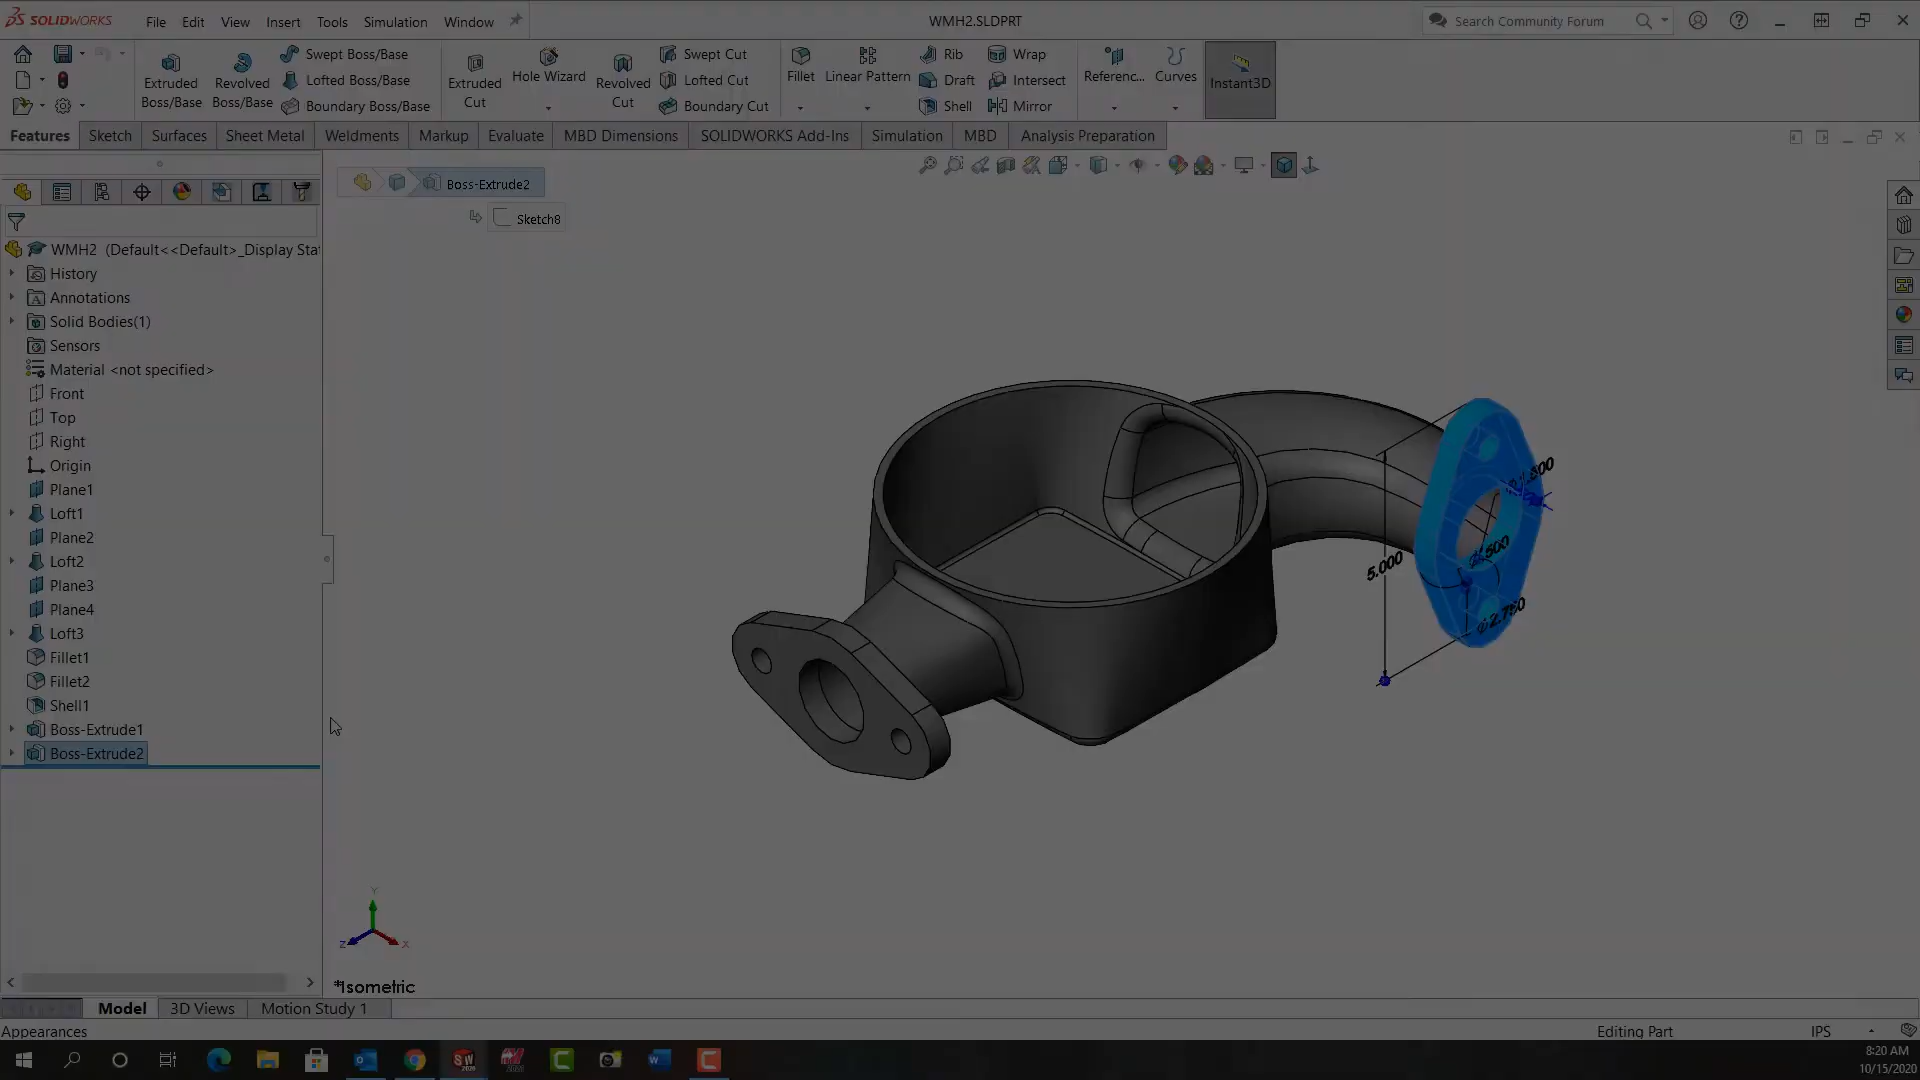 SOLIDWORKS File Edit View Insert Tools Simulation Window WMH2.SLDPRT Search Community Forum
Extruded Boss/Base
Revolved Boss/Base
Swept Boss/Base
Lofted Boss/Base
Boundary Boss/Base
Extruded Cut
Hole Wizard
Revolved Cut
Swept Cut
Lofted Cut
Boundary Cut
Fillet
Linear Pattern
Rib
Draft
Shell
Wrap
Intersect
Mirror
Referenc...
Curves
Instant3D
Features Sketch Surfaces Sheet Metal Weldments Markup Evaluate MBD Dimensions SOLIDWORKS Add-Ins Simulation MBD Analysis Preparation
Boss-Extrude2
Sketch8
WMH2 (Default<<Default>_Display Sta
History
Annotations
Solid Bodies(1)
Sensors
Material <not specified>
Front
Top
Right
Origin
Plane1
Loft1
Plane2
Loft2
Plane3
Plane4
Loft3
Fillet1
Fillet2
Shell1
Boss-Extrude1
Boss-Extrude2
5.000
Y
Z
X
*Isometric
Model 3D Views Motion Study 1
Appearances Editing Part IPS
8:20 AM
10/15/2020